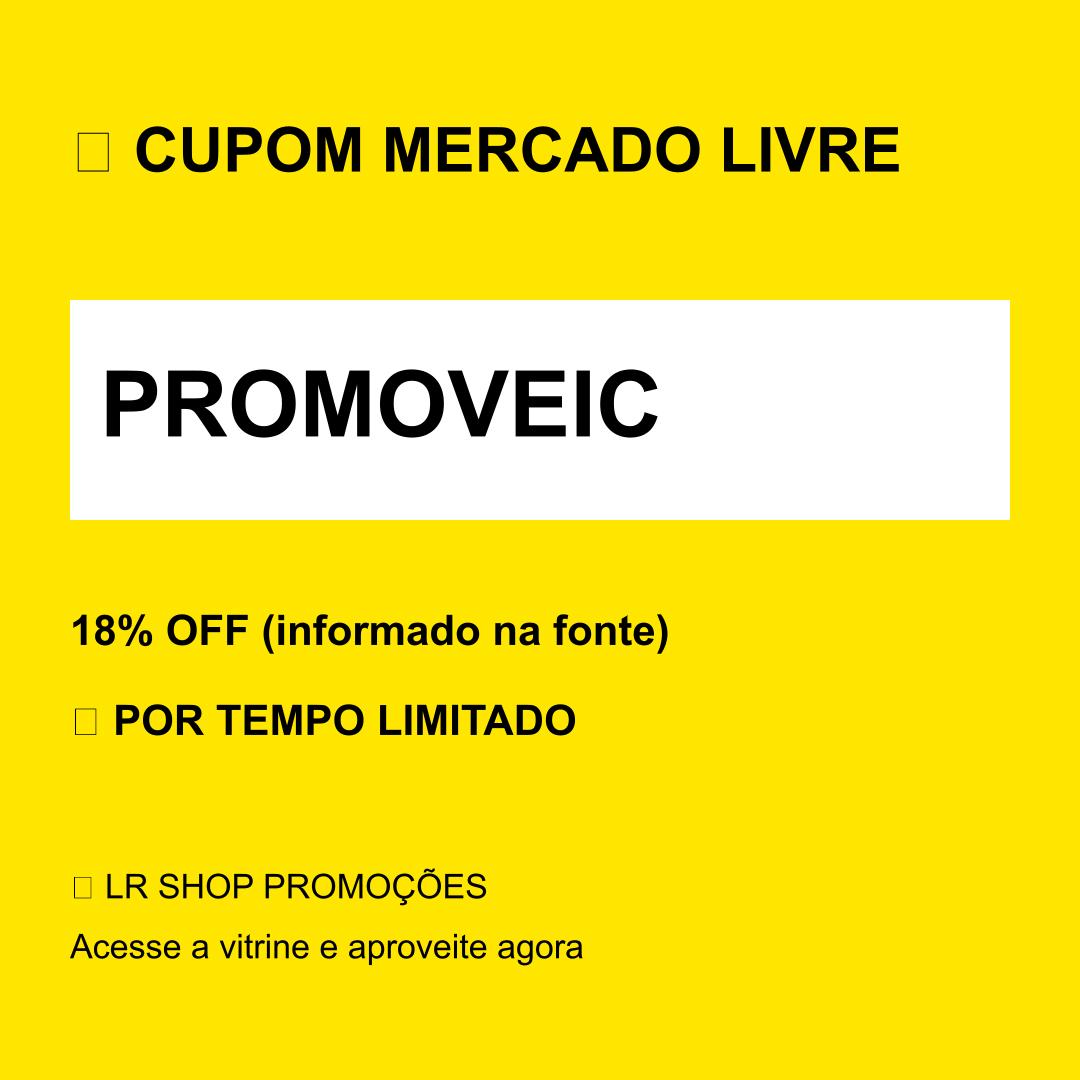 CUPOM MERCADO LIVRE
PROMOVEIC
18% OFF (informado na fonte)
POR TEMPO LIMITADO
LR SHOP PROMOÇÕES
Acesse a vitrine e aproveite agora